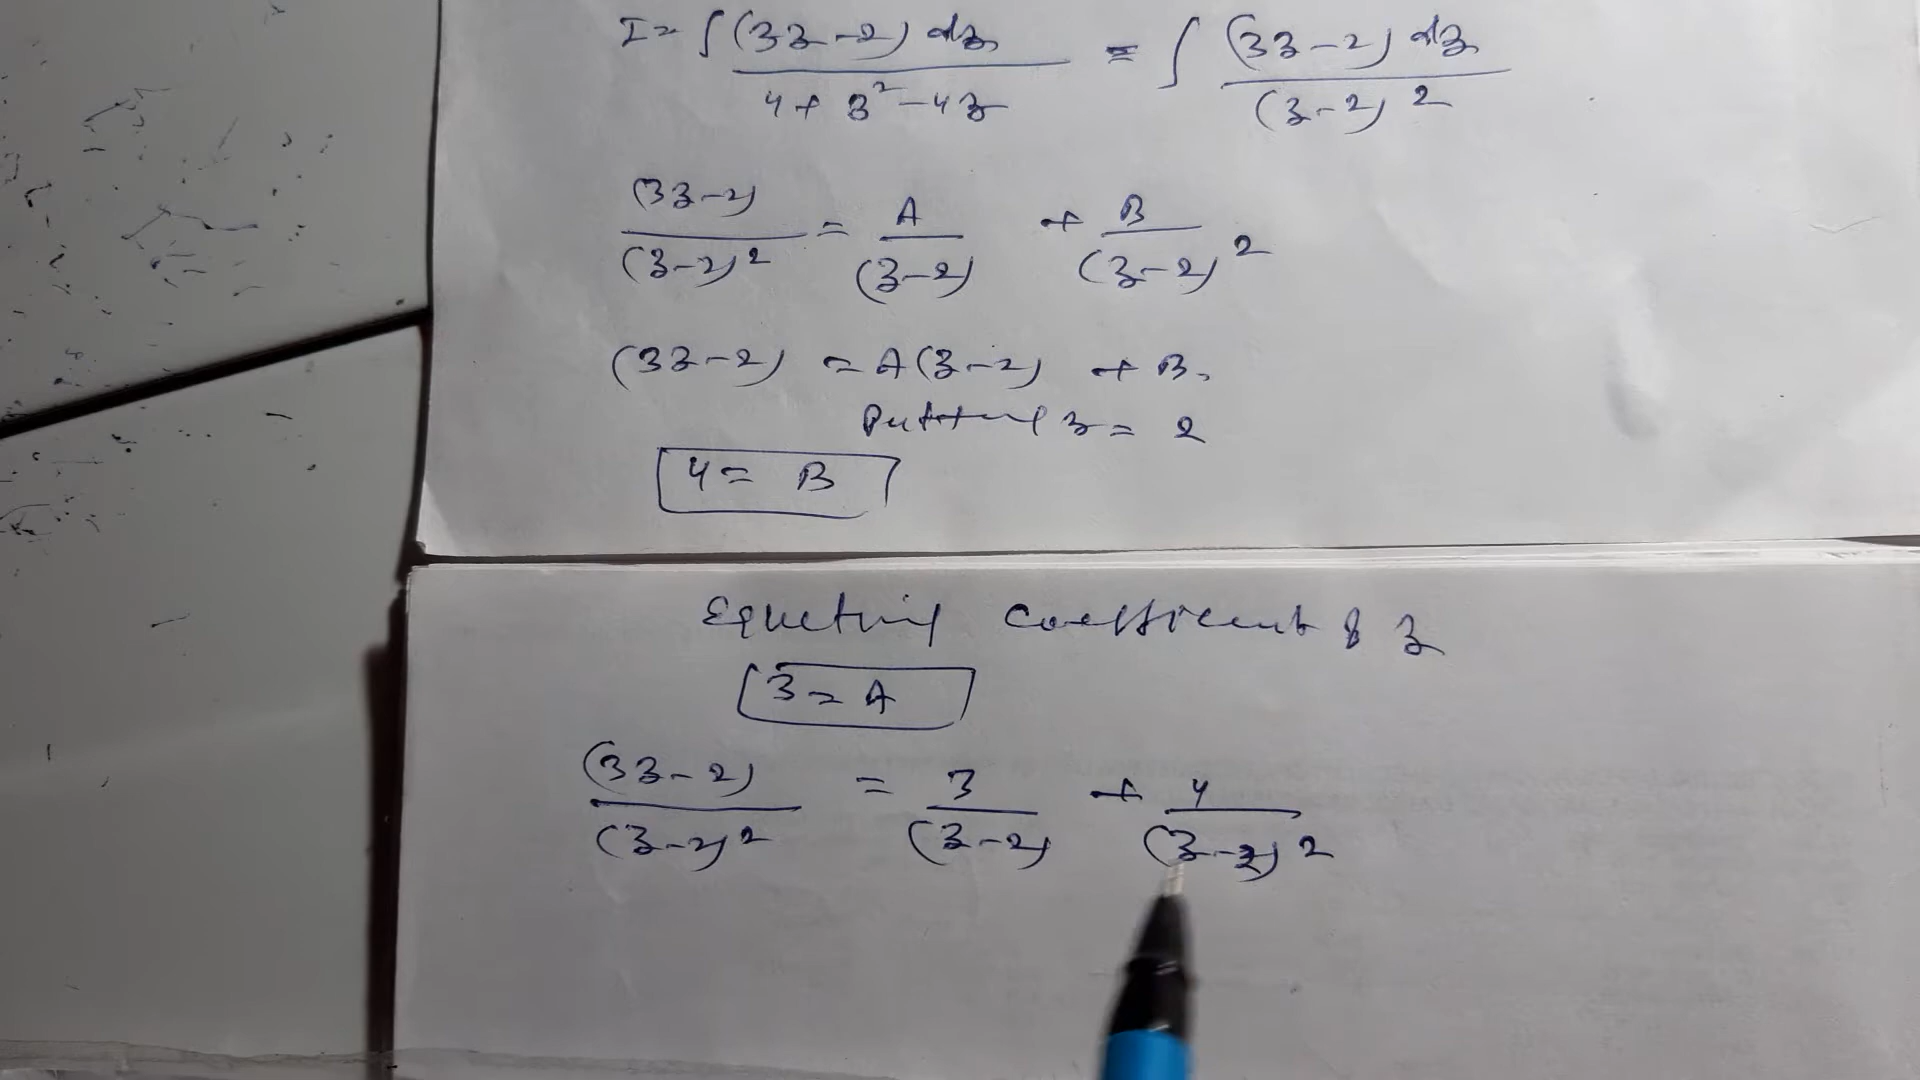 I = ∫ (3z-2) dz / 4+z²-4z = ∫ (3z-2) dz / (z-2)²
(3z-2) / (z-2)² = A / (z-2) + B / (z-2)²
(3z-2) = A(z-2) + B,
Putting z = 2
4 = B
Equating coefficient of z
3 = A
(3z-2) / (z-2)² = 3 / (z-2) + 4 / (z-2)²